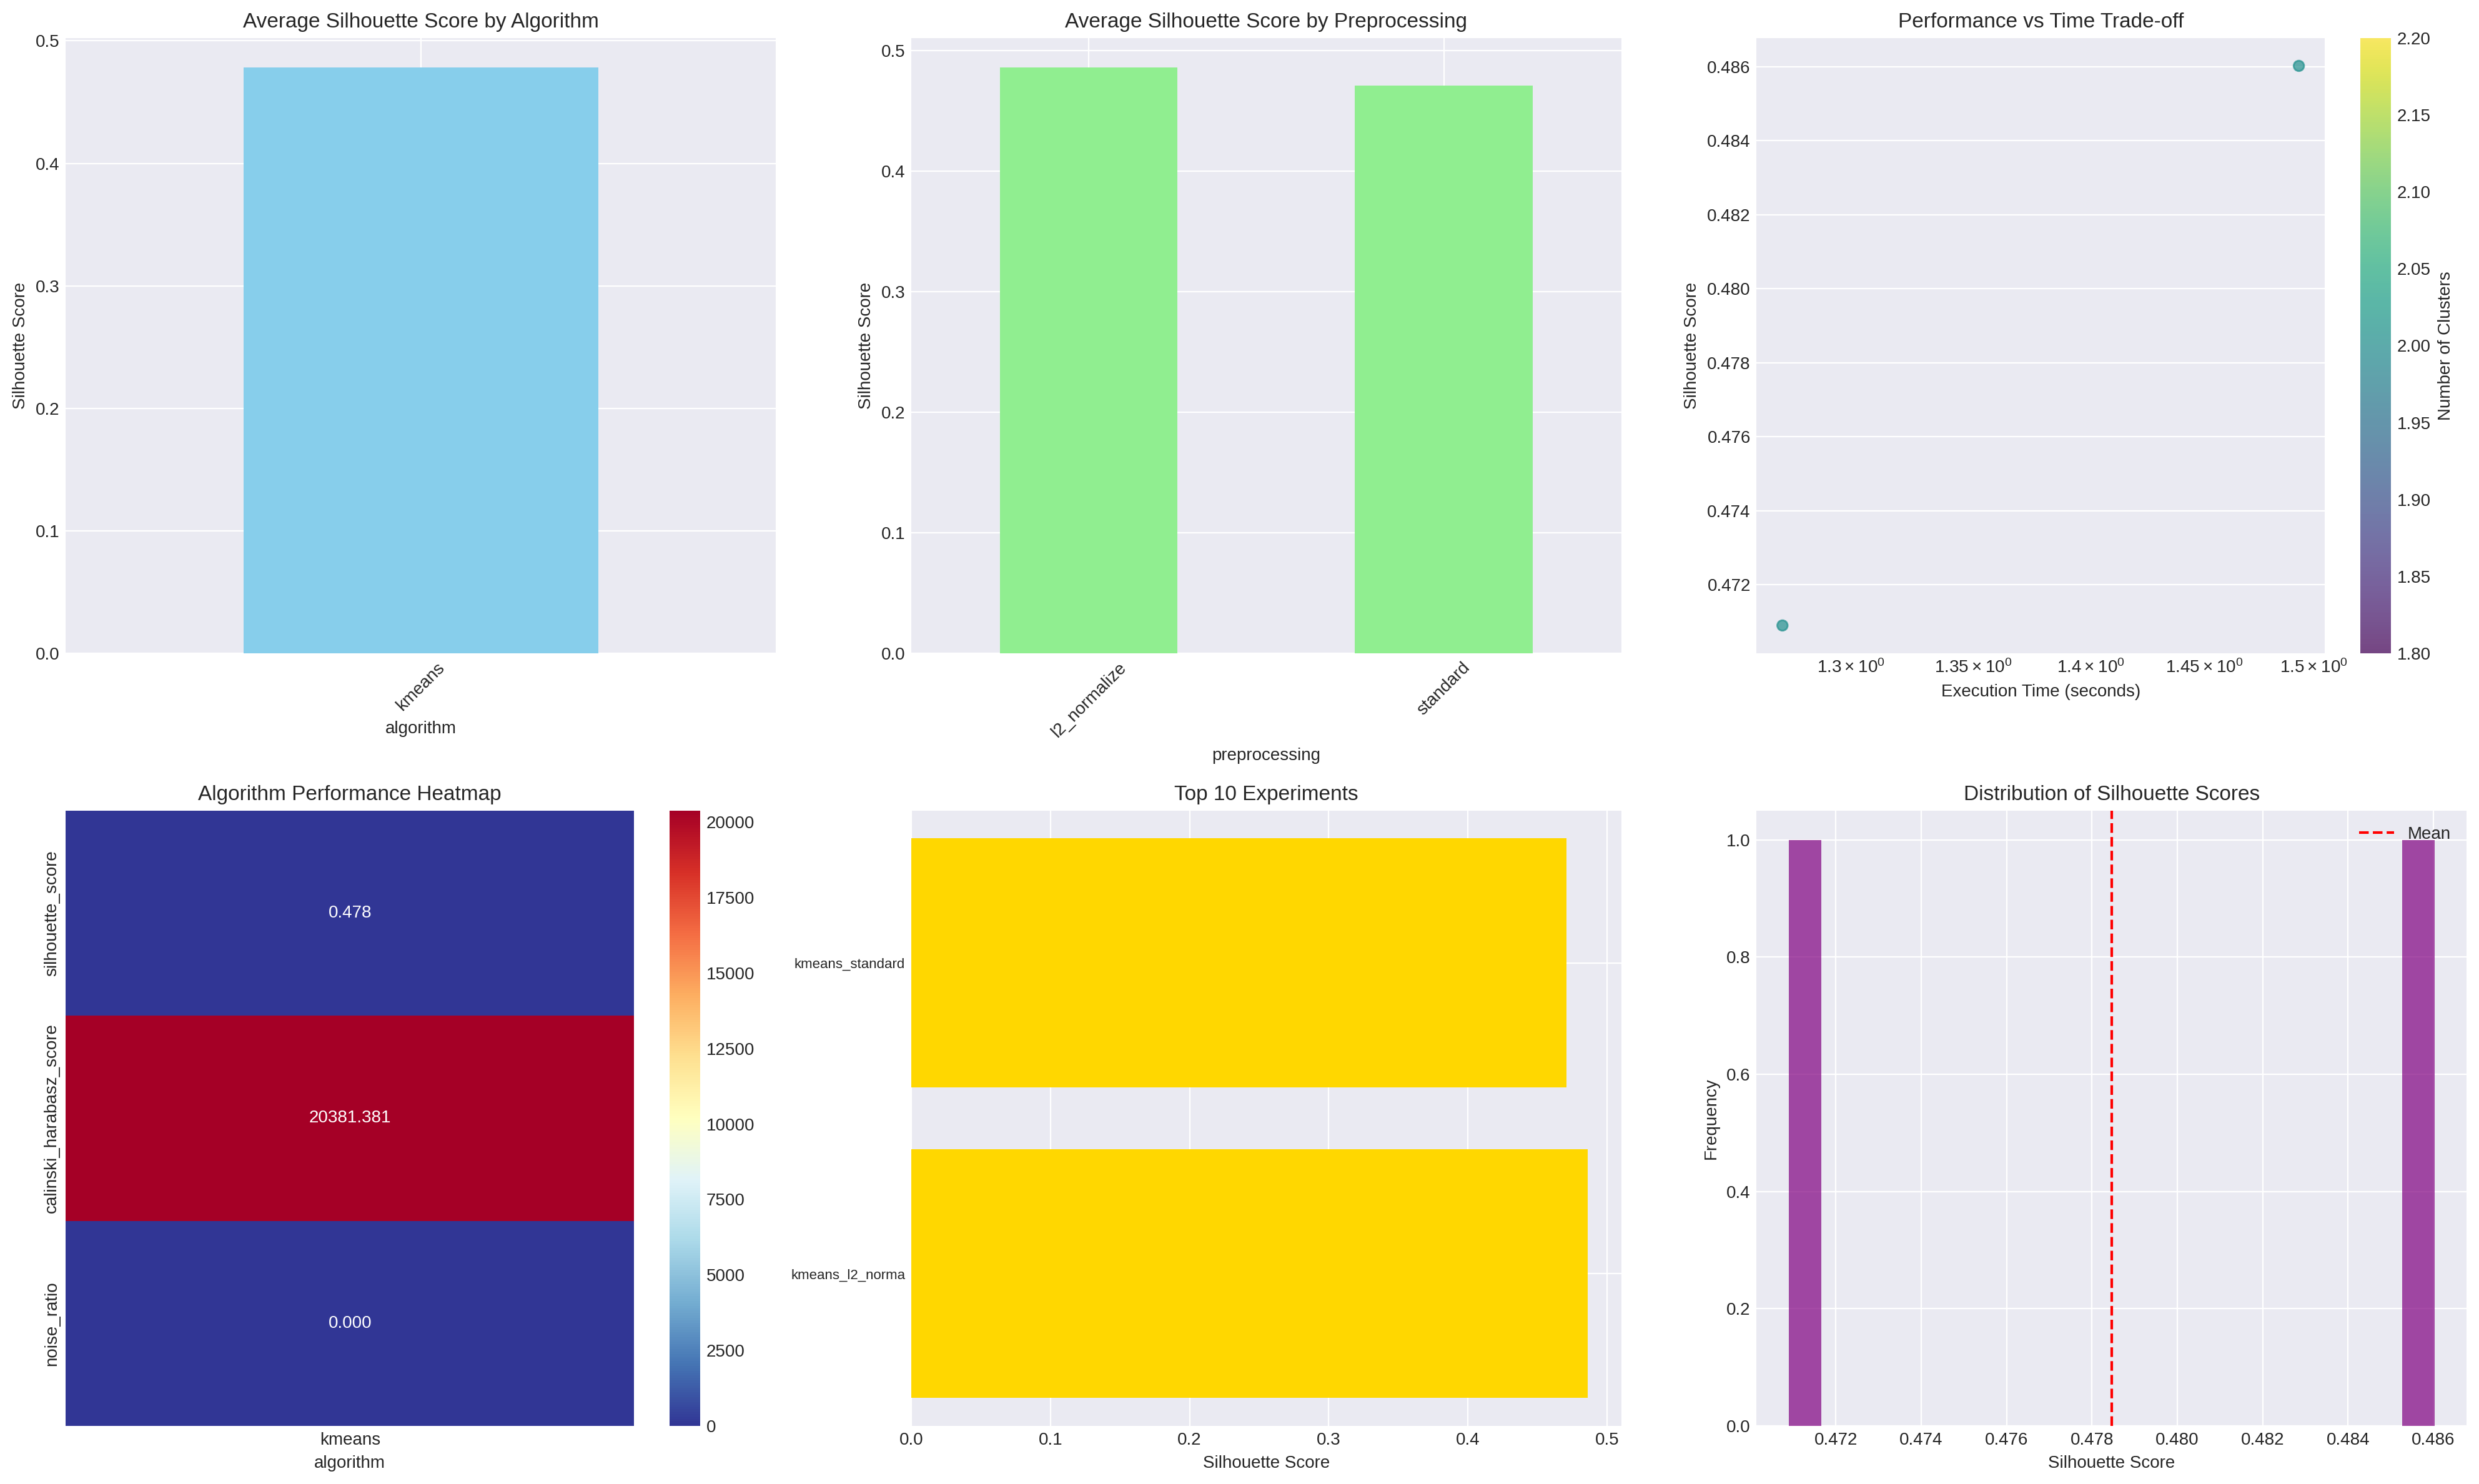 Average Silhouette Score by Algorithm
0.5
0.4
0.3
0.2
0.1
0.0
Silhouette Score
kmeans
algorithm
Average Silhouette Score by Preprocessing
0.5
0.4
0.3
0.2
0.1
0.0
Silhouette Score
l2_normalize
standard
preprocessing
Performance vs Time Trade-off
0.486
0.484
0.482
0.480
0.478
0.476
0.474
0.472
Silhouette Score
1.3 × 10⁰
1.35 × 10⁰
1.4 × 10⁰
1.45 × 10⁰
1.5 × 10⁰
Execution Time (seconds)
2.20
2.15
2.10
2.05
2.00
1.95
1.90
1.85
1.80
Number of Clusters
Algorithm Performance Heatmap
silhouette_score
calinski_harabasz_score
noise_ratio
0.478
20381.381
0.000
kmeans
algorithm
20000
17500
15000
12500
10000
7500
5000
2500
0
Top 10 Experiments
kmeans_standard
kmeans_l2_norma
0.0
0.1
0.2
0.3
0.4
0.5
Silhouette Score
Distribution of Silhouette Scores
Mean
1.0
0.8
0.6
0.4
0.2
0.0
Frequency
0.472
0.474
0.476
0.478
0.480
0.482
0.484
0.486
Silhouette Score